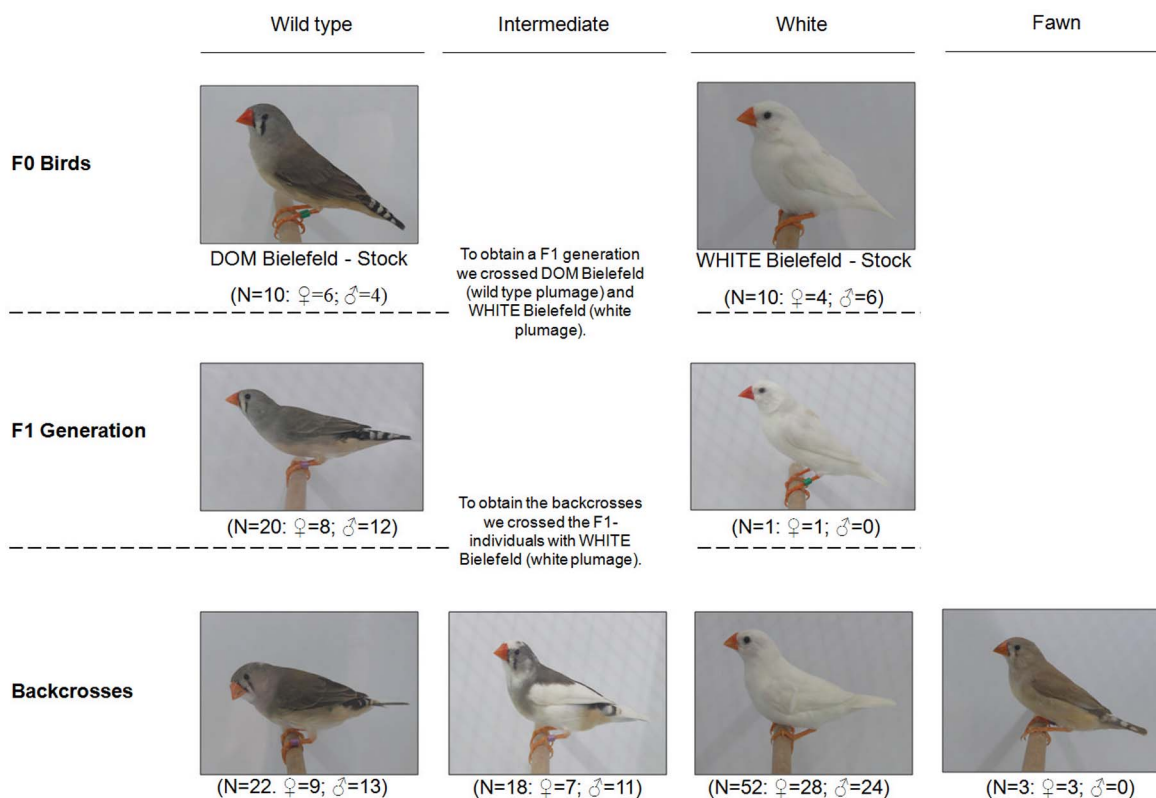 Wild type
Intermediate
White
Fawn
F0 Birds
DOM Bielefeld - Stock
(N=10: ♀=6; ♂=4)
To obtain a F1 generation
we crossed DOM Bielefeld
(wild type plumage) and
WHITE Bielefeld (white
plumage).
WHITE Bielefeld - Stock
(N=10: ♀=4; ♂=6)
F1 Generation
(N=20: ♀=8; ♂=12)
To obtain the backcrosses
we crossed the F1-
individuals with WHITE
Bielefeld (white plumage).
(N=1: ♀=1; ♂=0)
Backcrosses
(N=22. ♀=9; ♂=13)
(N=18: ♀=7; ♂=11)
(N=52: ♀=28; ♂=24)
(N=3: ♀=3; ♂=0)